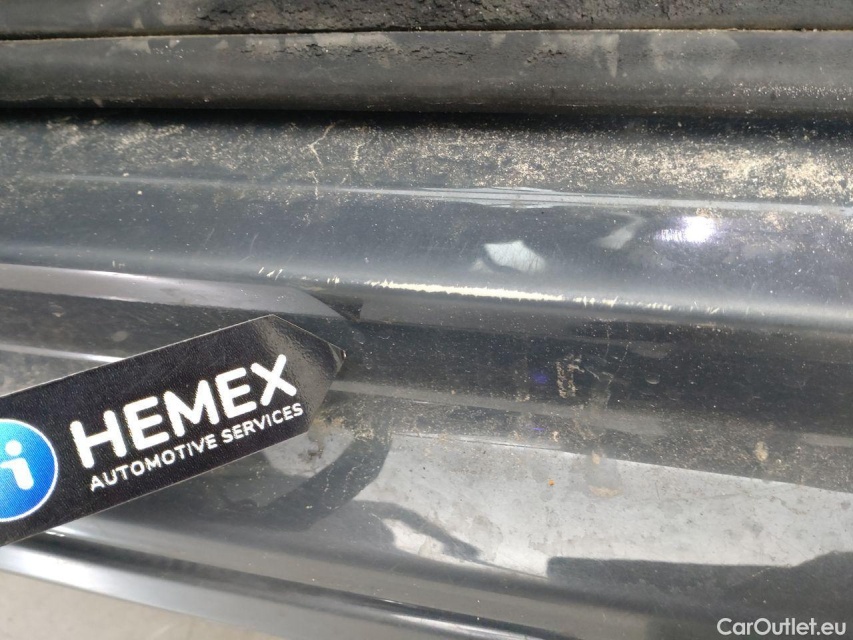 i
HEMEX
AUTOMOTIVE SERVICES
CarOutlet.eu